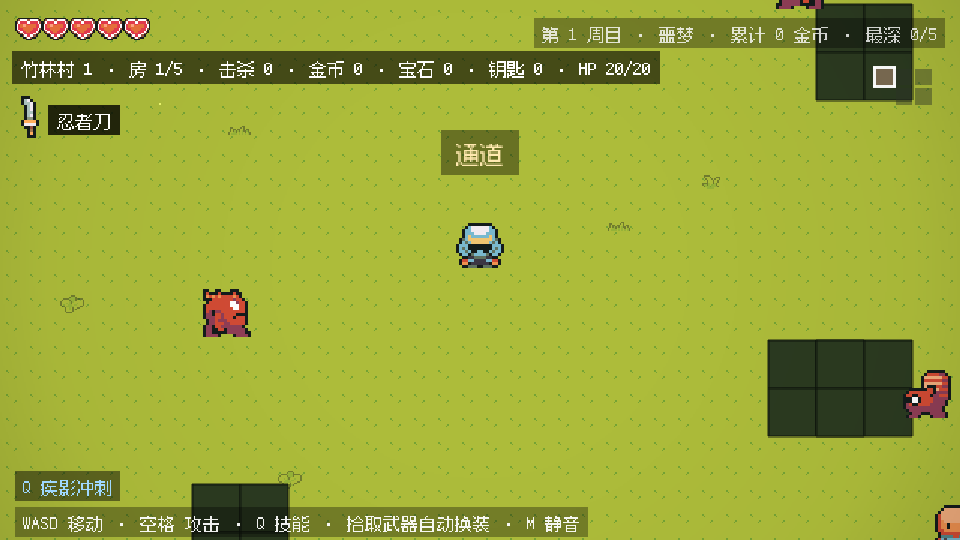 第 1 周目 · 噩梦 · 累计 0 金币 · 最深 0/5
竹林村 1 · 房 1/5 · 击杀 0 · 金币 0 · 宝石 0 · 钥匙 0 · HP 20/20
忍者刀
通道
Q 疾影冲刺
WASD 移动 · 空格 攻击 · Q 技能 · 拾取武器自动换装 · M 静音